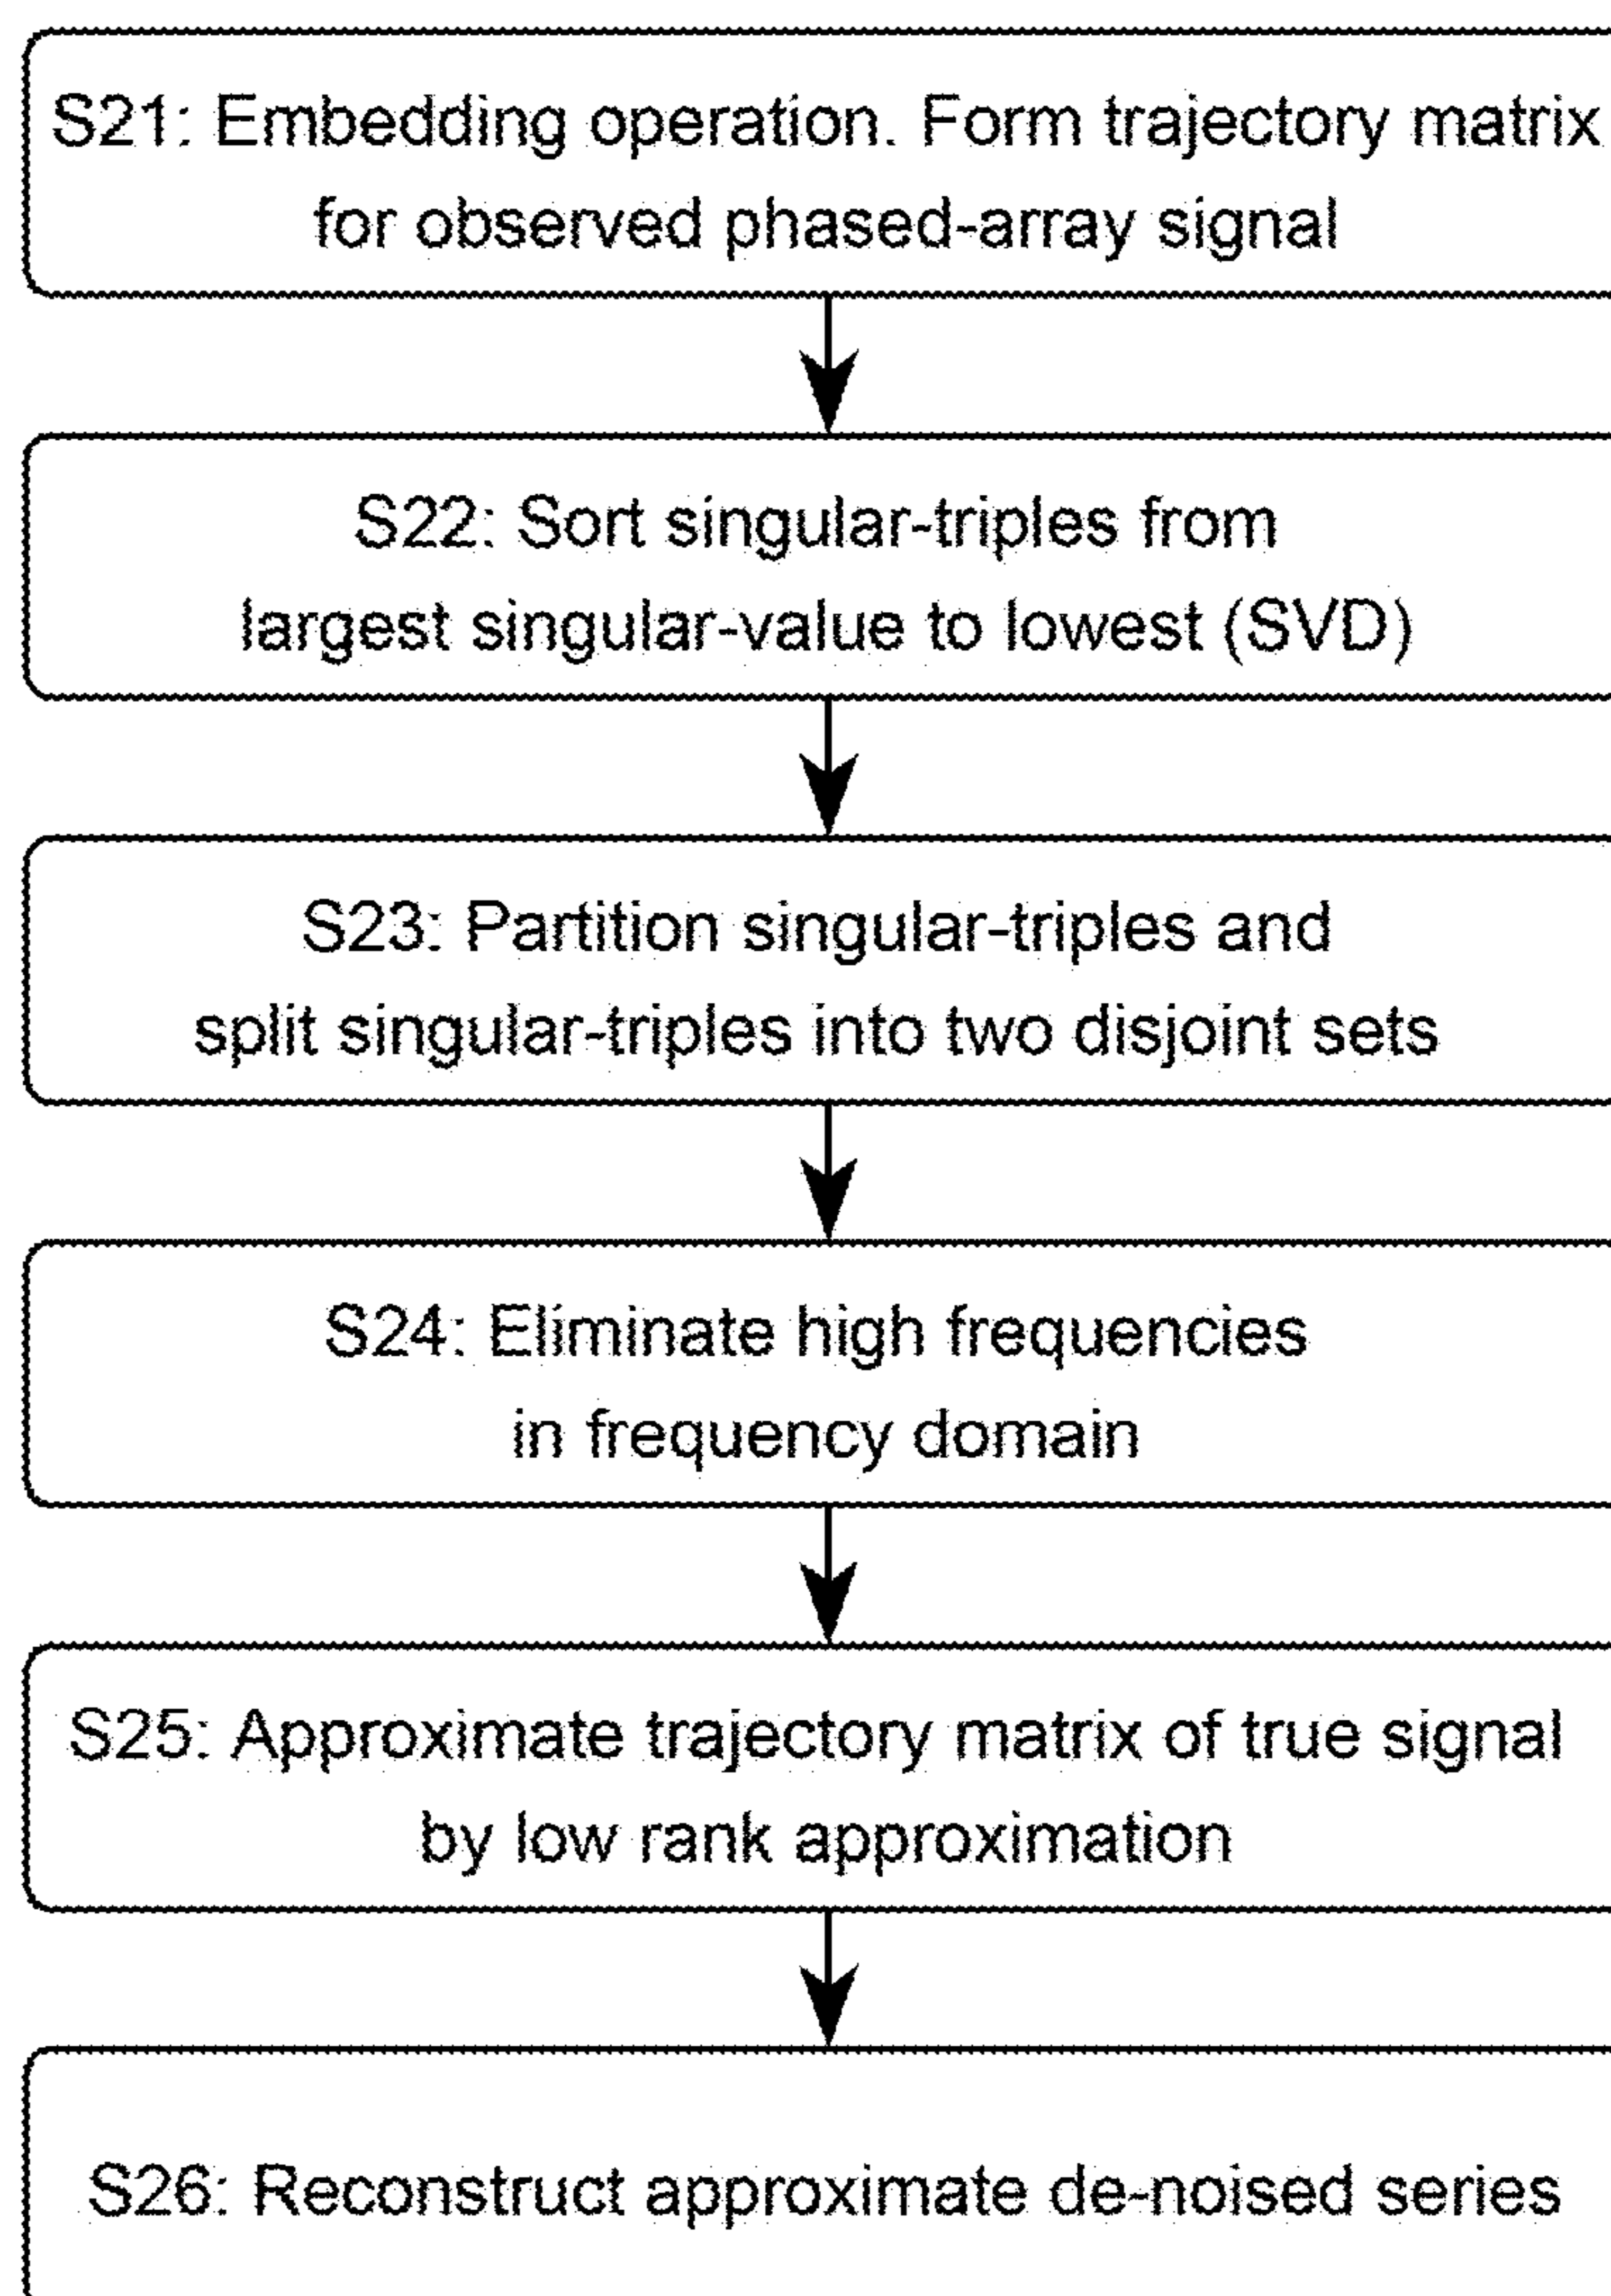 S21: Embedding operation. Form trajectory matrix
for observed phased-array signal
S22: Sort singular-triples from
largest singular-value to lowest (SVD)
S23: Partition singular-triples and
split singular-triples into two disjoint sets
S24: Eliminate high frequencies
in frequency domain
S25: Approximate trajectory matrix of true signal
by low rank approximation
S26: Reconstruct approximate de-noised series